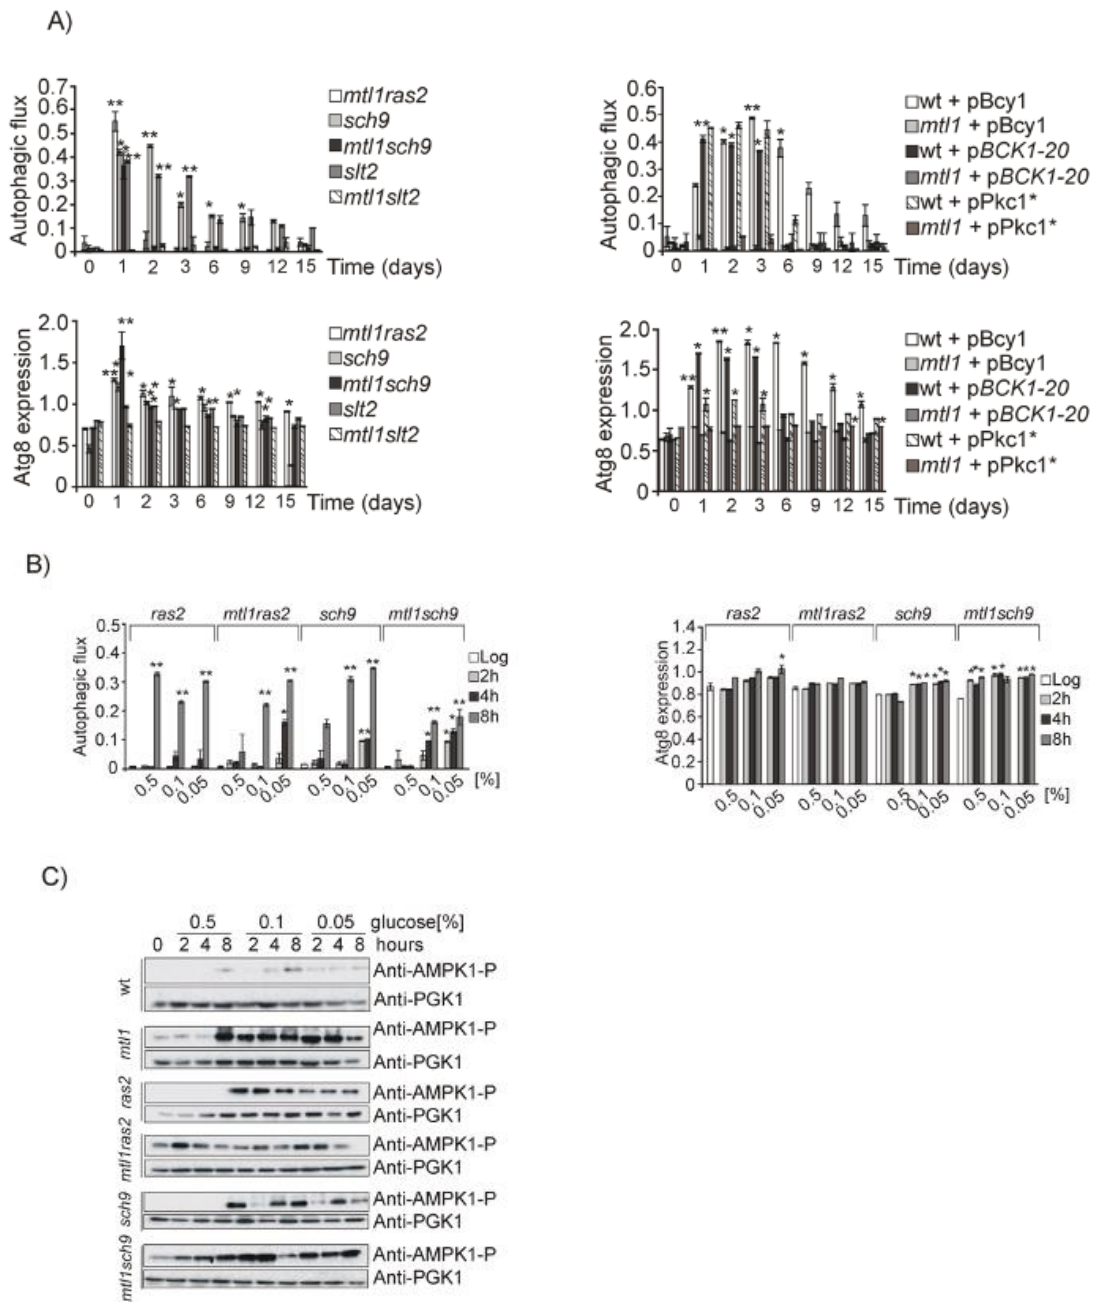 A)
0.7
0.6
0.5
0.4
0.3
0.2
0.1
0
Autophagic flux
** * * ** ** ** * ** * *
0 1 2 3 6 9 12 15 Time (days)
mtl1ras2
sch9
mtl1sch9
slt2
mtl1slt2
0.6
0.5
0.4
0.3
0.2
0.1
0
Autophagic flux
** * * ** * *
0 1 2 3 6 9 12 15 Time (days)
wt + pBcy1
mtl1 + pBcy1
wt + pBCK1-20
mtl1 + pBCK1-20
wt + pPkc1*
mtl1 + pPkc1*
2.0
1.5
1.0
0.5
0
Atg8 expression
0 1 2 3 6 9 12 15 Time (days)
mtl1ras2
sch9
mtl1sch9
slt2
mtl1slt2
2.0
1.5
1.0
0.5
0
Atg8 expression
0 1 2 3 6 9 12 15 Time (days)
wt + pBcy1
mtl1 + pBcy1
wt + pBCK1-20
mtl1 + pBCK1-20
wt + pPkc1*
mtl1 + pPkc1*
B)
ras2 mtl1ras2 sch9 mtl1sch9
0.5
0.4
0.3
0.2
0.1
0
Autophagic flux
Log
2h
4h
8h
0.5 0.1 0.05 0.5 0.1 0.05 0.5 0.1 0.05 0.5 0.1 0.05 [%]
ras2 mtl1ras2 sch9 mtl1sch9
1.4
1.2
1.0
0.8
0.6
0.4
0.2
0
Atg8 expression
Log
2h
4h
8h
0.5 0.1 0.05 0.5 0.1 0.05 0.5 0.1 0.05 0.5 0.1 0.05 [%]
C)
0.5 0.1 0.05 glucose[%]
0 2 4 8 2 4 8 2 4 8 hours
wt
Anti-AMPK1-P
Anti-PGK1
mtl1
Anti-AMPK1-P
Anti-PGK1
ras2
Anti-AMPK1-P
Anti-PGK1
mtl1ras2
Anti-AMPK1-P
Anti-PGK1
sch9
Anti-AMPK1-P
Anti-PGK1
mtl1sch9
Anti-AMPK1-P
Anti-PGK1